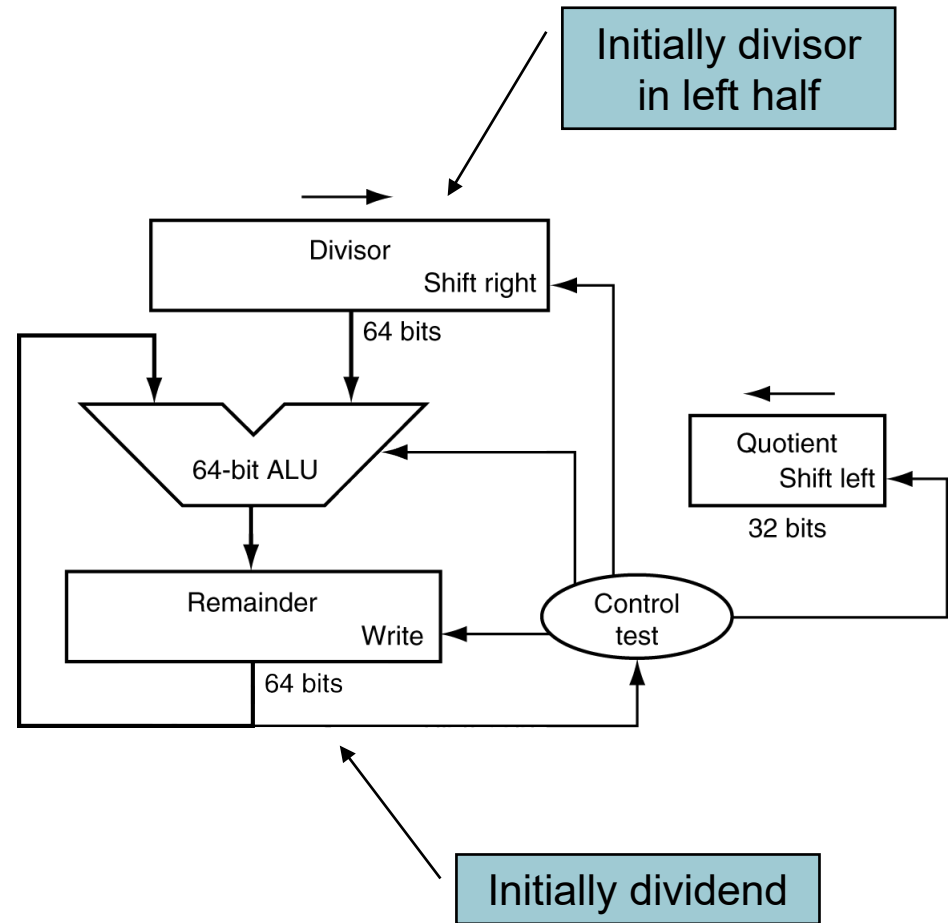 Initially divisor
in left half
Divisor
Shift right
64 bits
64-bit ALU
Quotient
Shift left
32 bits
Remainder
Write
Control
test
64 bits
Initially dividend